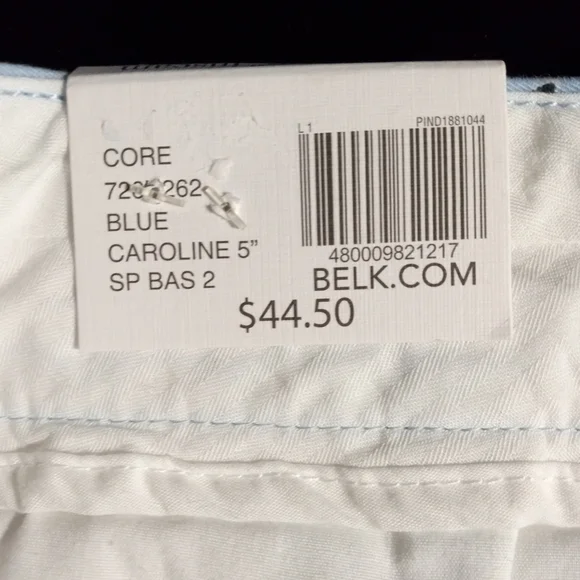 CORE
BLUE
CAROLINE 5"
SP BAS 2
L1
PIND1881044
480009821217
BELK.COM
$44.50